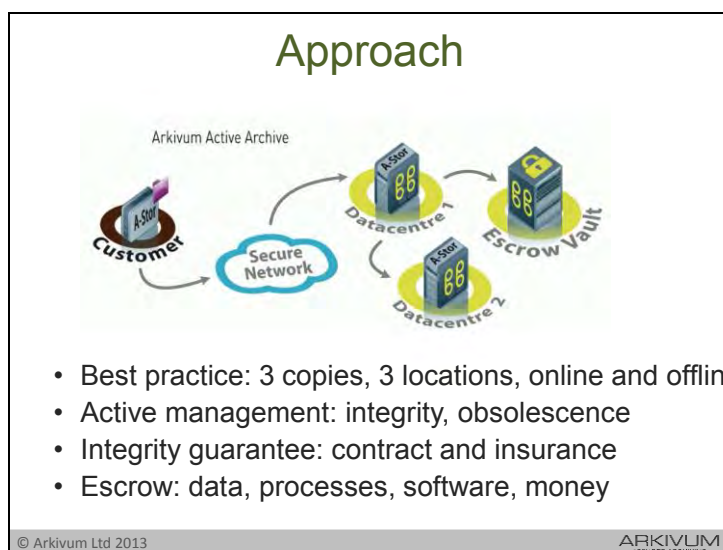 Approach
Arkivum Active Archive
A-Stor
Customer
Secure
Network
A-Stor
Datacentre 1
A-Stor
Datacentre 2
Escrow Vault
• Best practice: 3 copies, 3 locations, online and offlin
• Active management: integrity, obsolescence
• Integrity guarantee: contract and insurance
• Escrow: data, processes, software, money
© Arkivum Ltd 2013
ARKIVUM